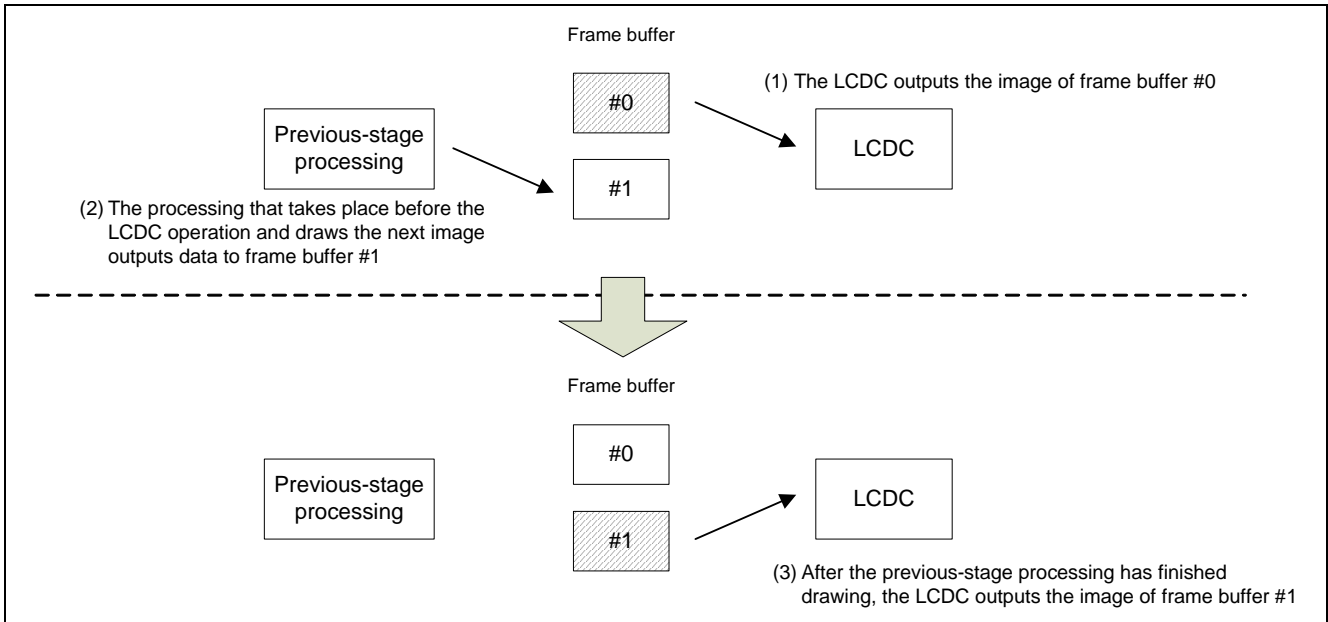 Frame buffer
#0
(1) The LCDC outputs the image of frame buffer #0
Previous-stage
processing
LCDC
#1
(2) The processing that takes place before the
LCDC operation and draws the next image
outputs data to frame buffer #1
Frame buffer
#0
Previous-stage
processing
LCDC
#1
(3) After the previous-stage processing has finished
drawing, the LCDC outputs the image of frame buffer #1